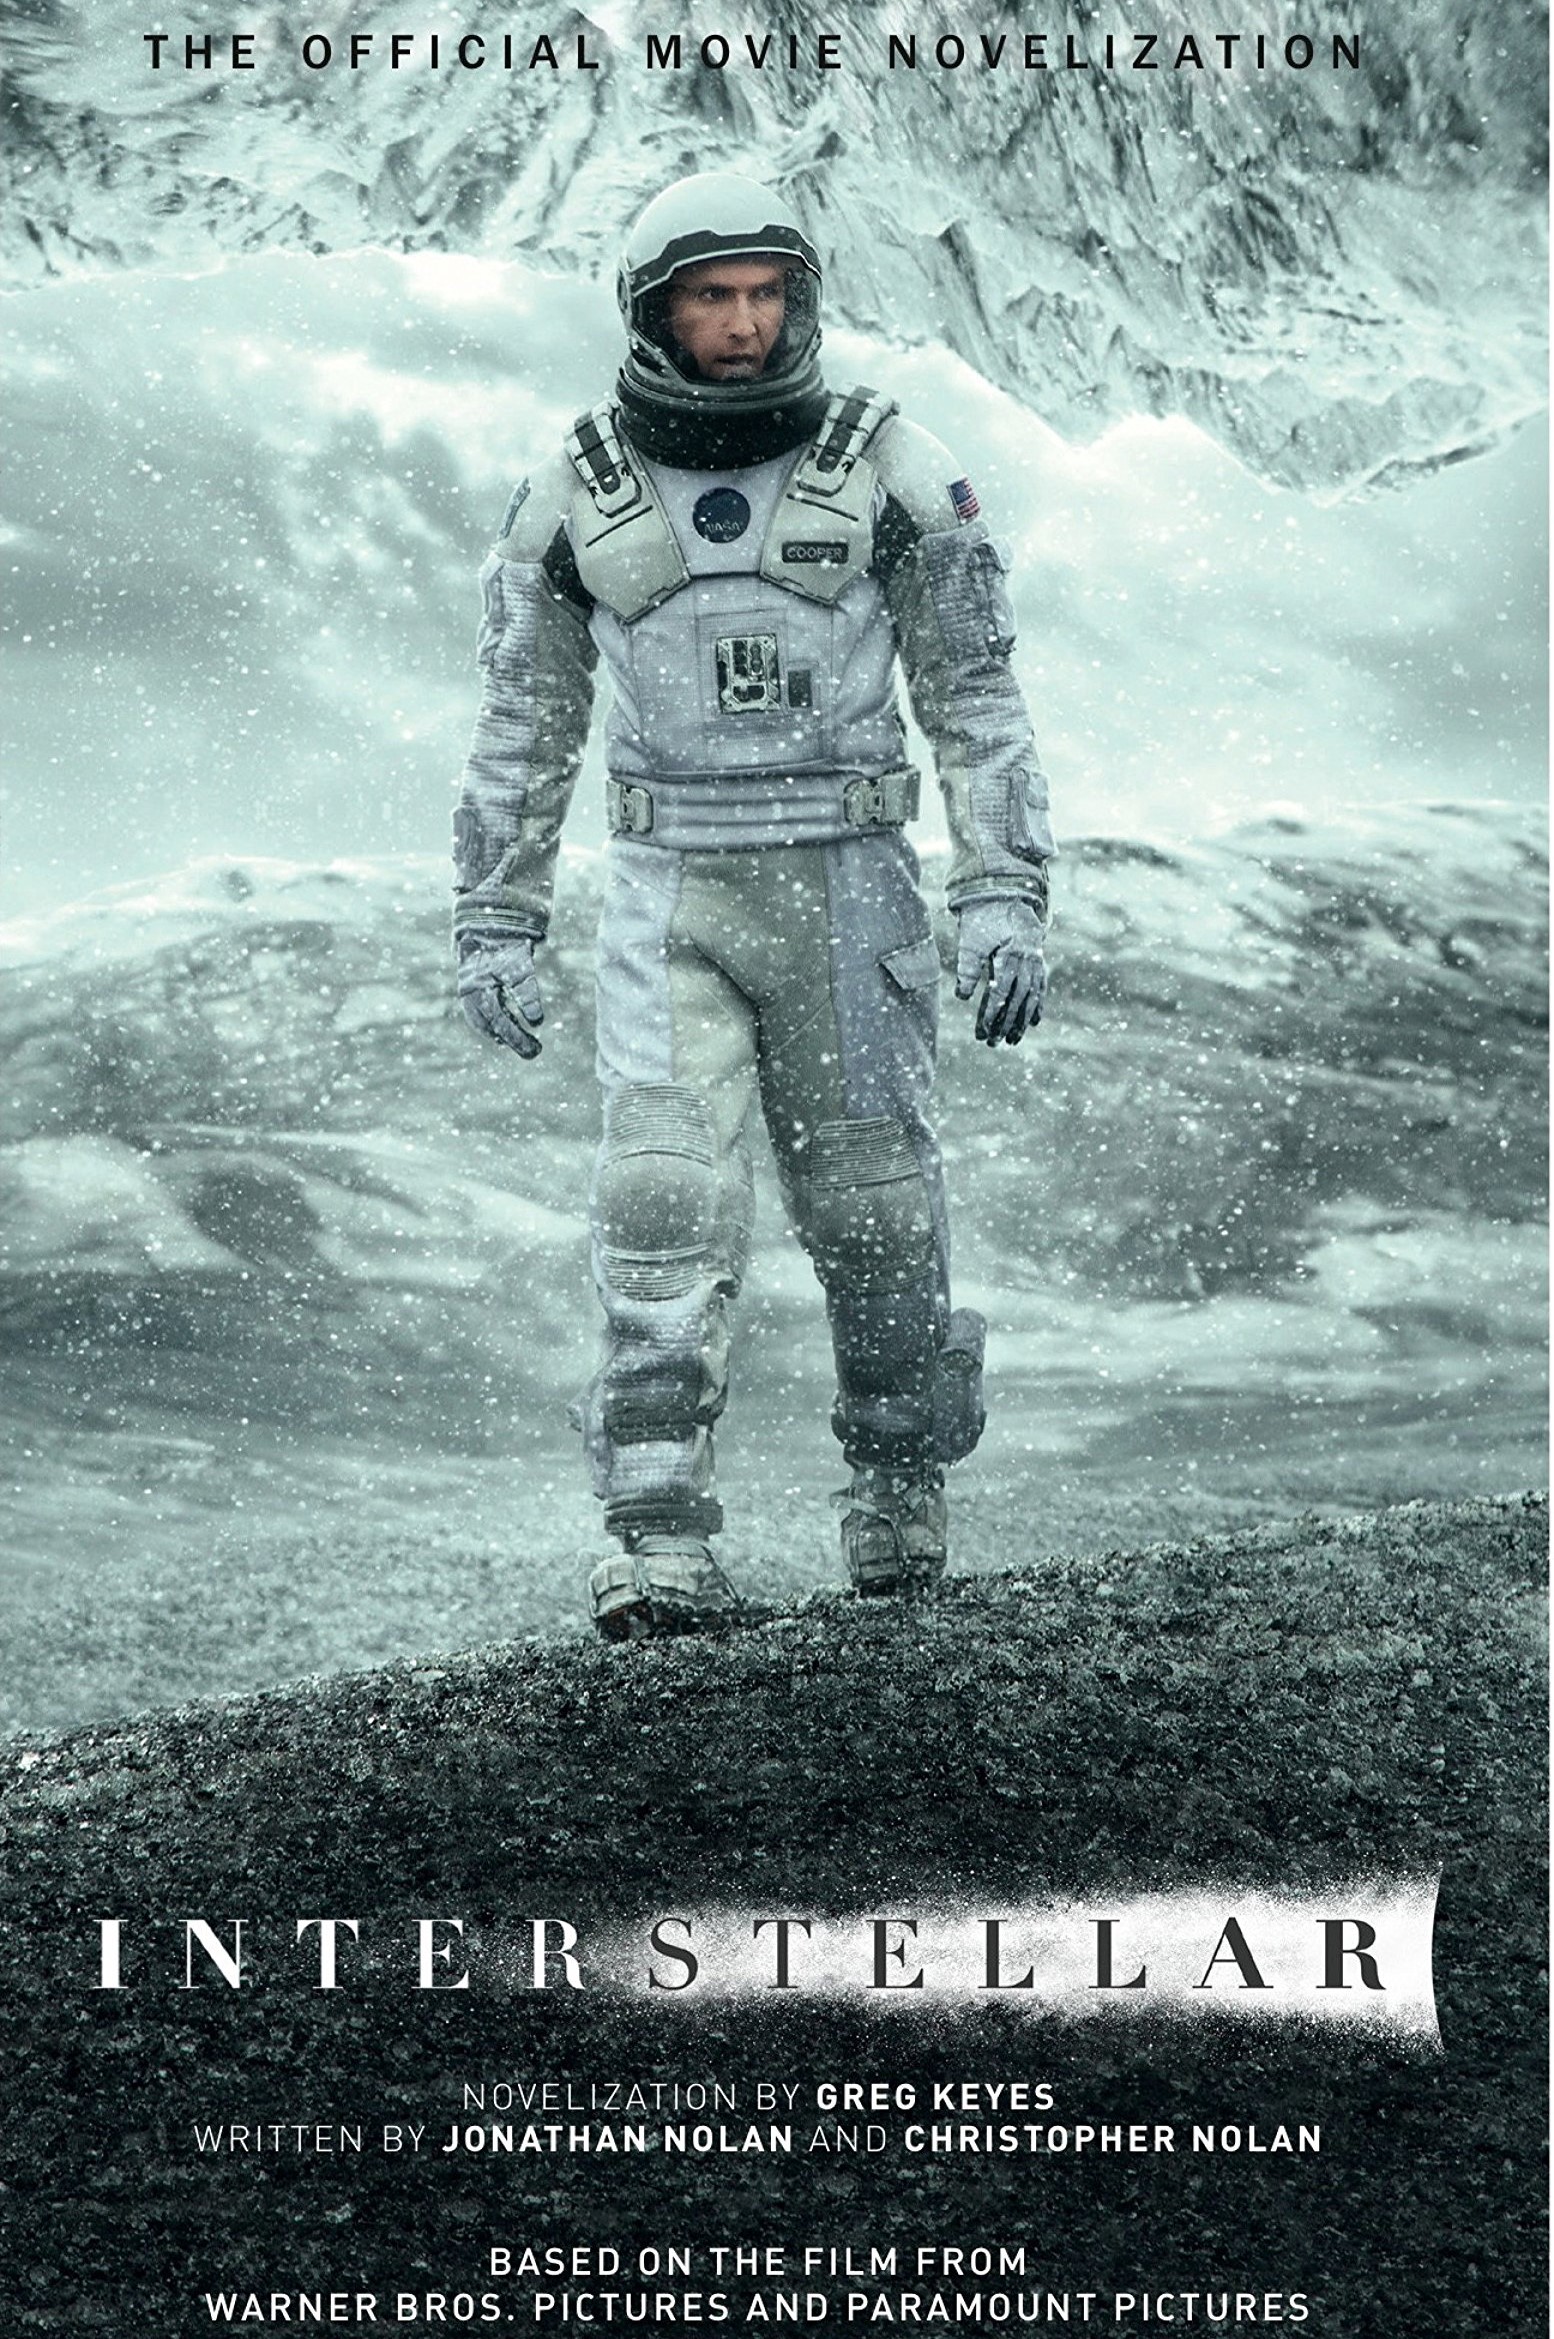 THE OFFICIAL MOVIE NOVELIZATION
NASA
COOPER
INTERSTELLAR
NOVELIZATION BY GREG KEYES
WRITTEN BY JONATHAN NOLAN AND CHRISTOPHER NOLAN
BASED ON THE FILM FROM
WARNER BROS. PICTURES AND PARAMOUNT PICTURES